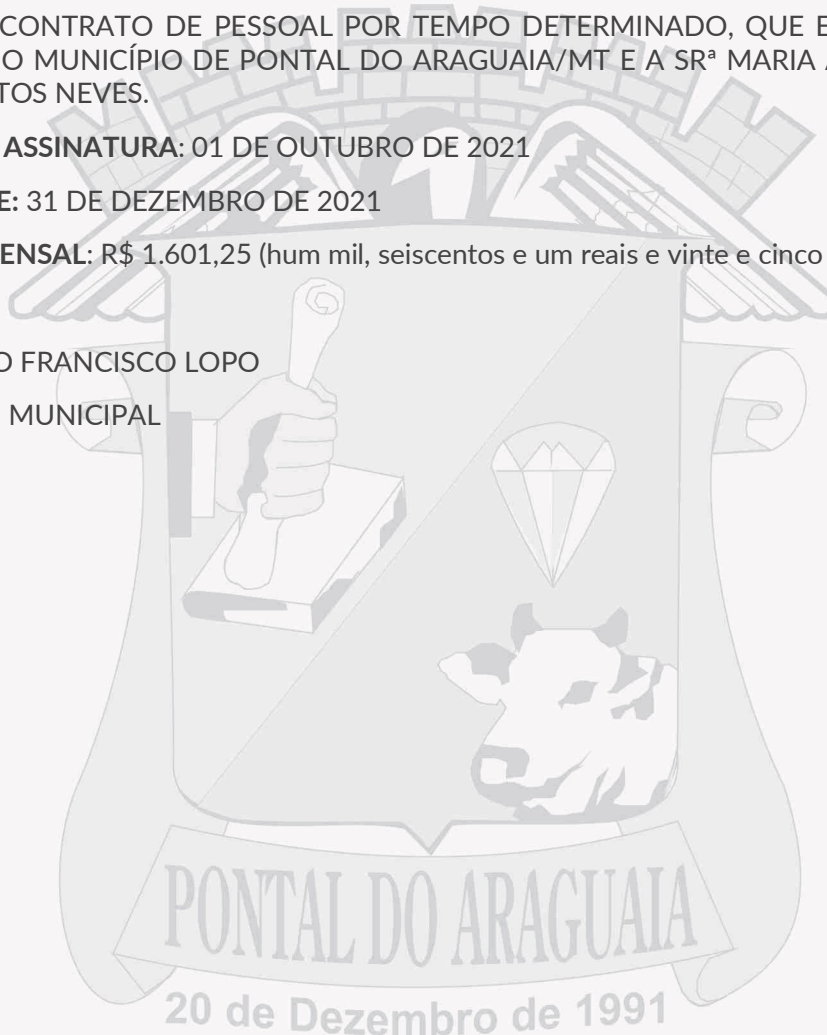 CONTRATO DE PESSOAL POR TEMPO DETERMINADO, QUE E
O MUNICÍPIO DE PONTAL DO ARAGUAIA/MT E A SRª MARIA A
TOS NEVES.
ASSINATURA: 01 DE OUTUBRO DE 2021
E: 31 DE DEZEMBRO DE 2021
ENSAL: R$ 1.601,25 (hum mil, seiscentos e um reais e vinte e cinco
O FRANCISCO LOPO
MUNICIPAL
PONTAL DO ARAGUAIA
20 de Dezembro de 1991